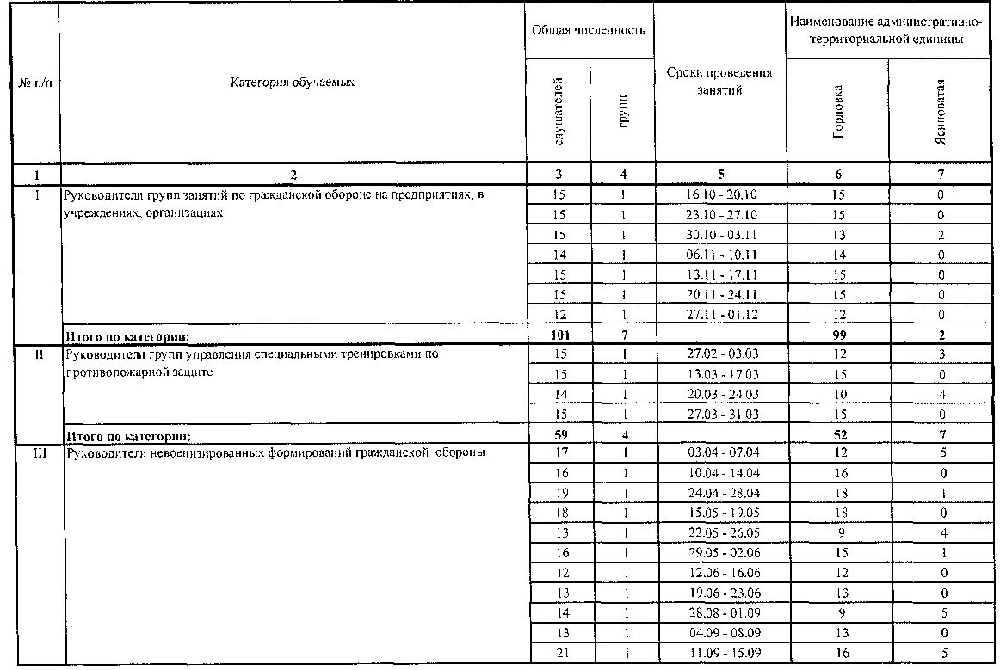 № п/п
Категория обучаемых
Общая численность
Сроки проведения
занятий
Наименование административно-
территориальной единицы
слушателей
групп
Горловка
Ясиноватая
1 2 3 4 5 6 7
I Руководители групп занятий по гражданской обороне на предприятиях, в 15 1 16.10 - 20.10 15 0
учреждениях, организациях 15 1 23.10 - 27.10 15 0
15 1 30.10 - 03.11 13 2
14 1 06.11 - 10.11 14 0
15 1 13.11 - 17.11 15 0
15 1 20.11 - 24.11 15 0
12 1 27.11 - 01.12 12 0
Итого по категории: 101 7 99 2
II Руководители групп управления специальными тренировками по 15 1 27.02 - 03.03 12 3
противопожарной защите 15 1 13.03 - 17.03 15 0
14 1 20.03 - 24.03 10 4
15 1 27.03 - 31.03 15 0
Итого по категории: 59 4 52 7
III Руководители невоенизированных формирований гражданской обороны 17 1 03.04 - 07.04 12 5
16 1 10.04 - 14.04 16 0
19 1 24.04 - 28.04 18 1
18 1 15.05 - 19.05 18 0
13 1 22.05 - 26.05 9 4
16 1 29.05 - 02.06 15 1
12 1 12.06 - 16.06 12 0
13 1 19.06 - 23.06 13 0
14 1 28.08 - 01.09 9 5
13 1 04.09 - 08.09 13 0
21 1 11.09 - 15.09 16 5